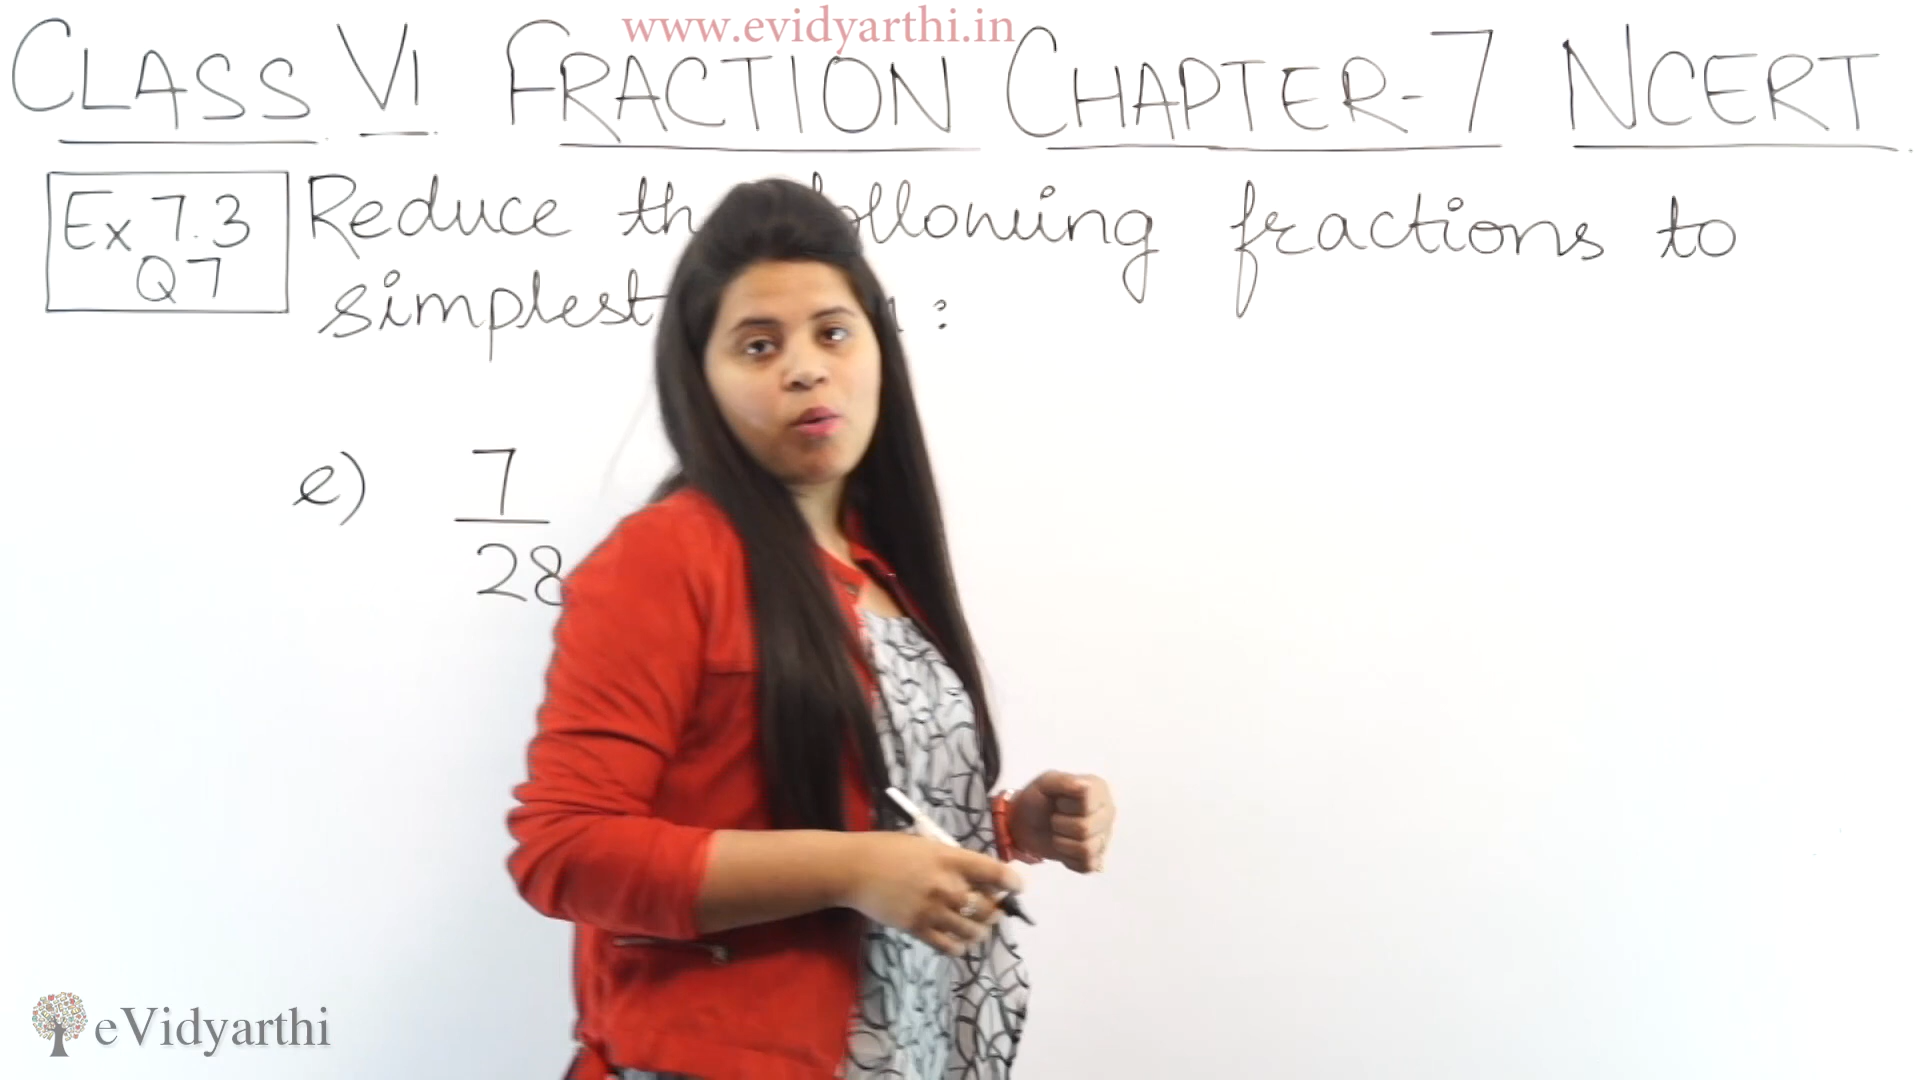 www.evidyarthi.in
CLASS VI FRACTION CHAPTER-7 NCERT
Ex 7.3
Q7
Reduce following fractions to
simplest :
e) 7
28
eVidyarthi